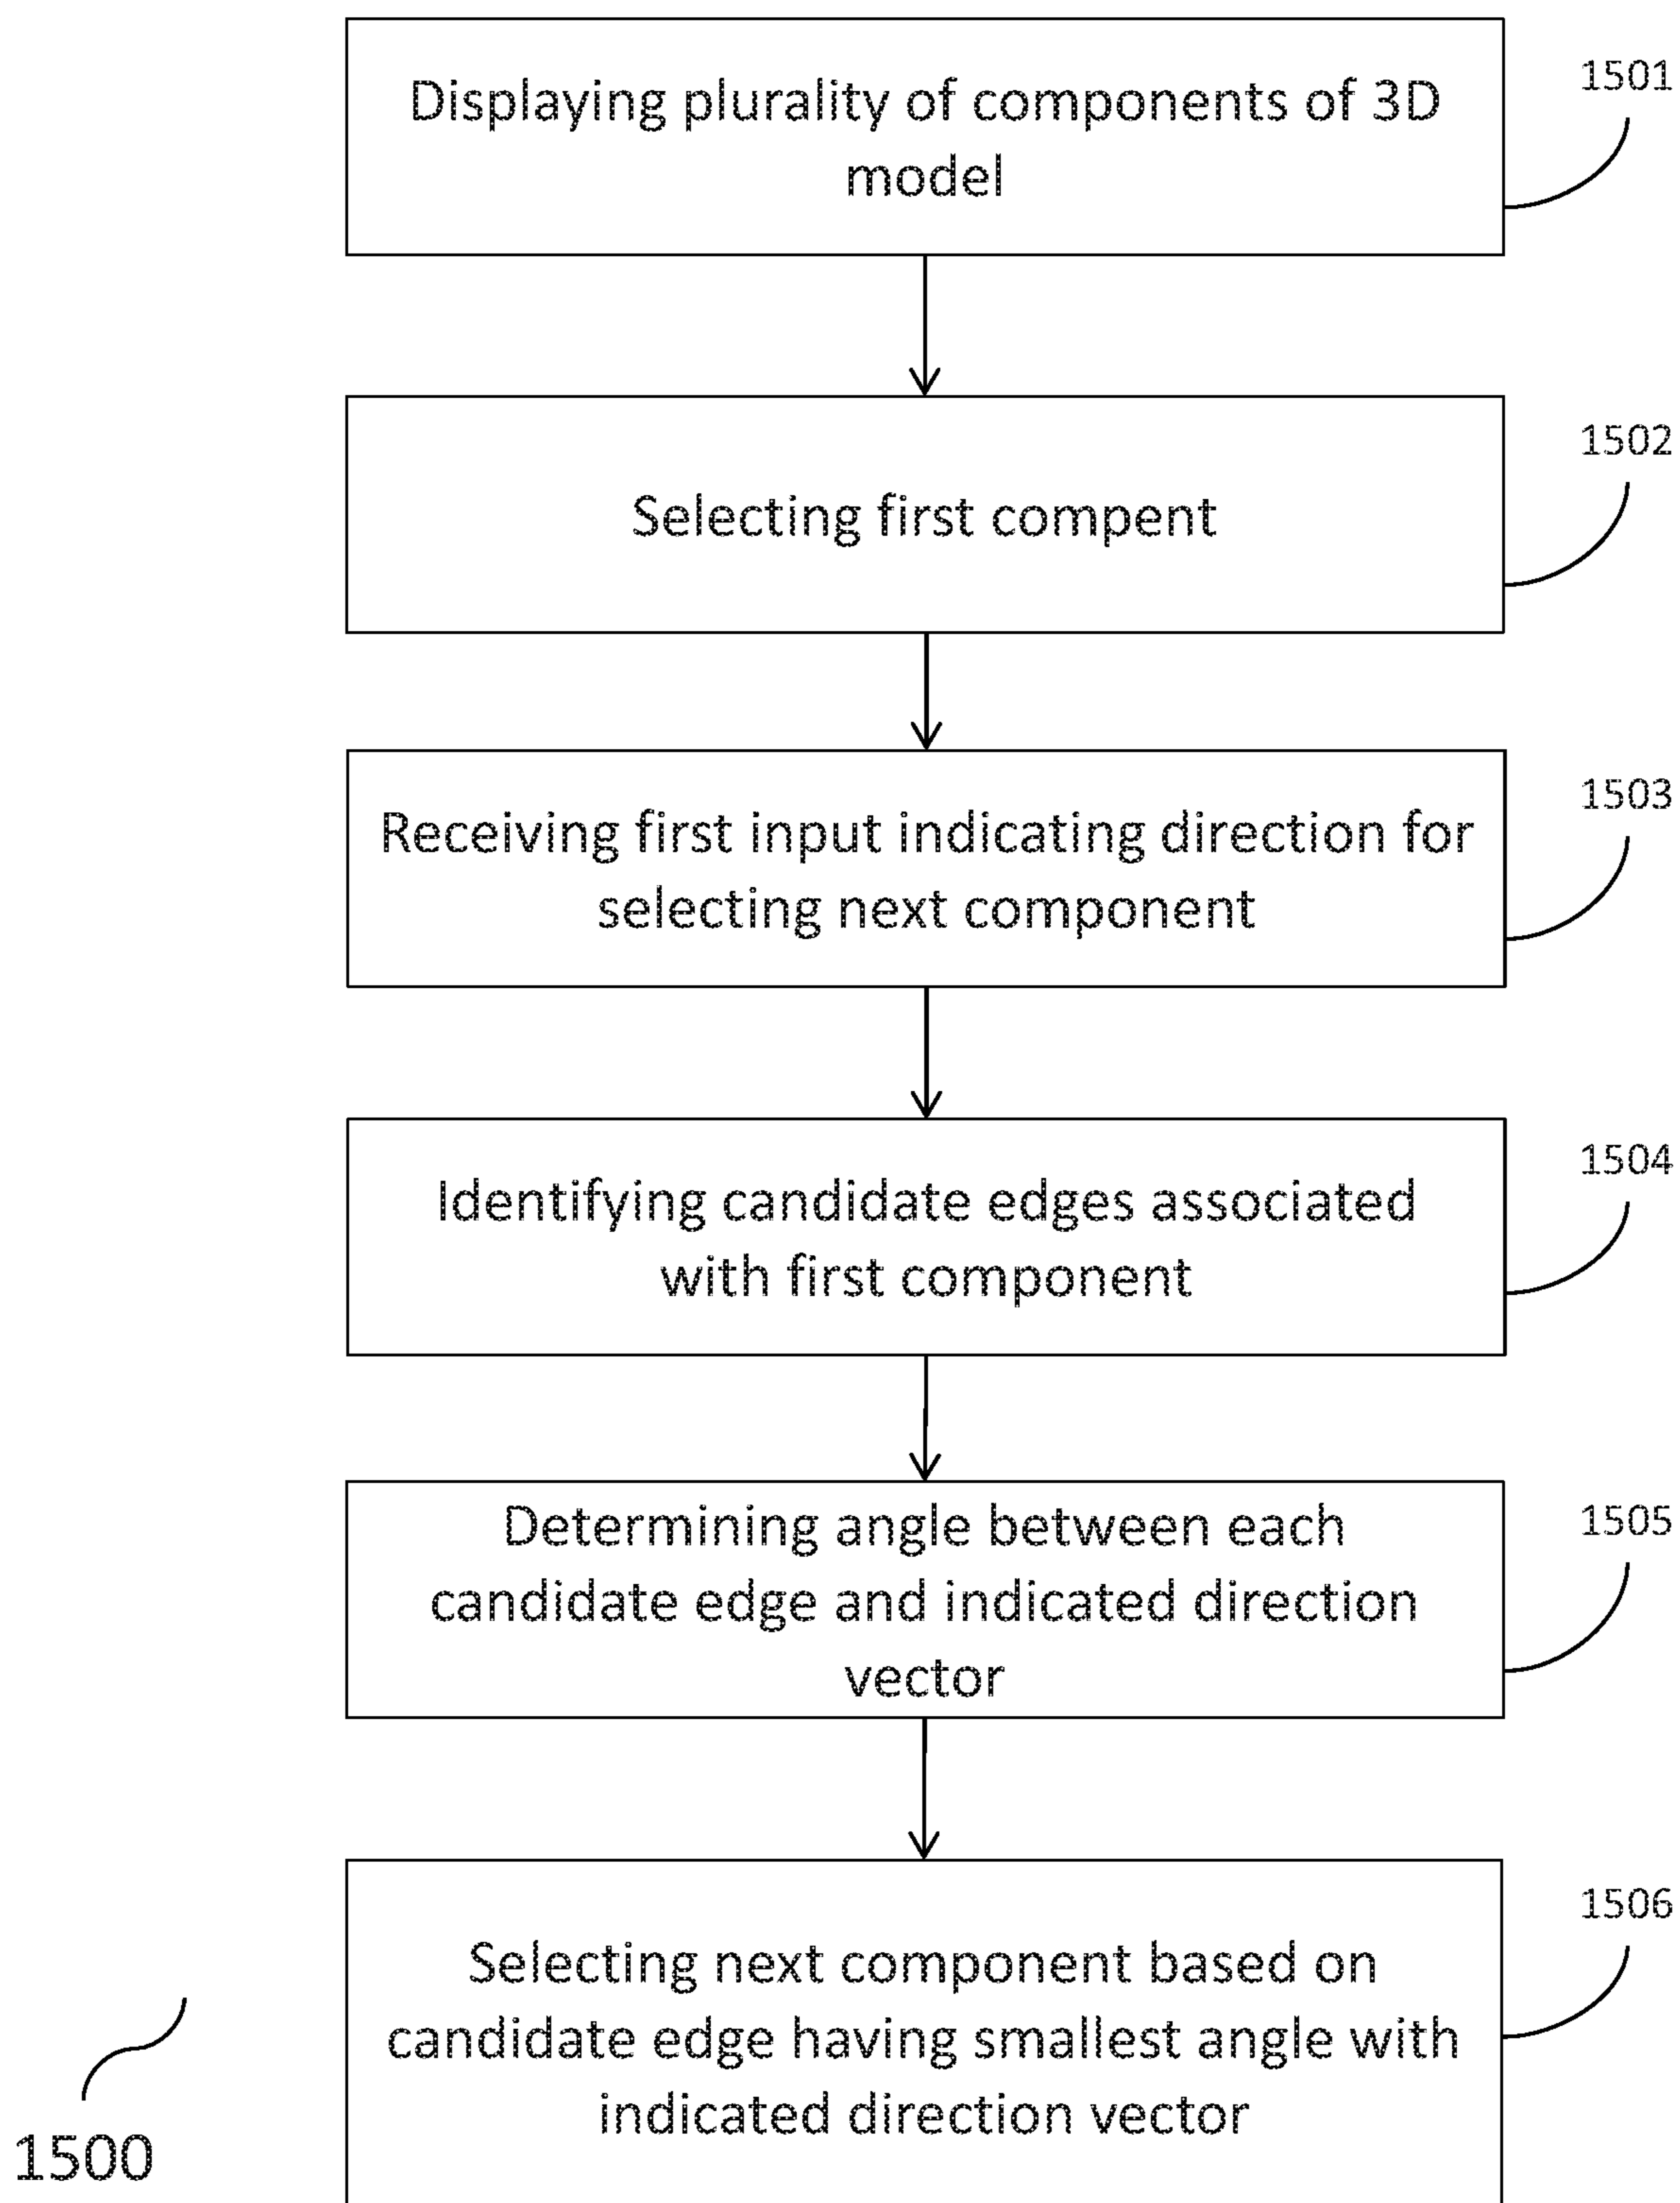 Displaying plurality of components of 3D
model
1501
Selecting first compent
1502
Receiving first input indicating direction for
selecting next component
1503
Identifying candidate edges associated
with first component
1504
Determining angle between each
candidate edge and indicated direction
vector
1505
Selecting next component based on
candidate edge having smallest angle with
indicated direction vector
1506
1500